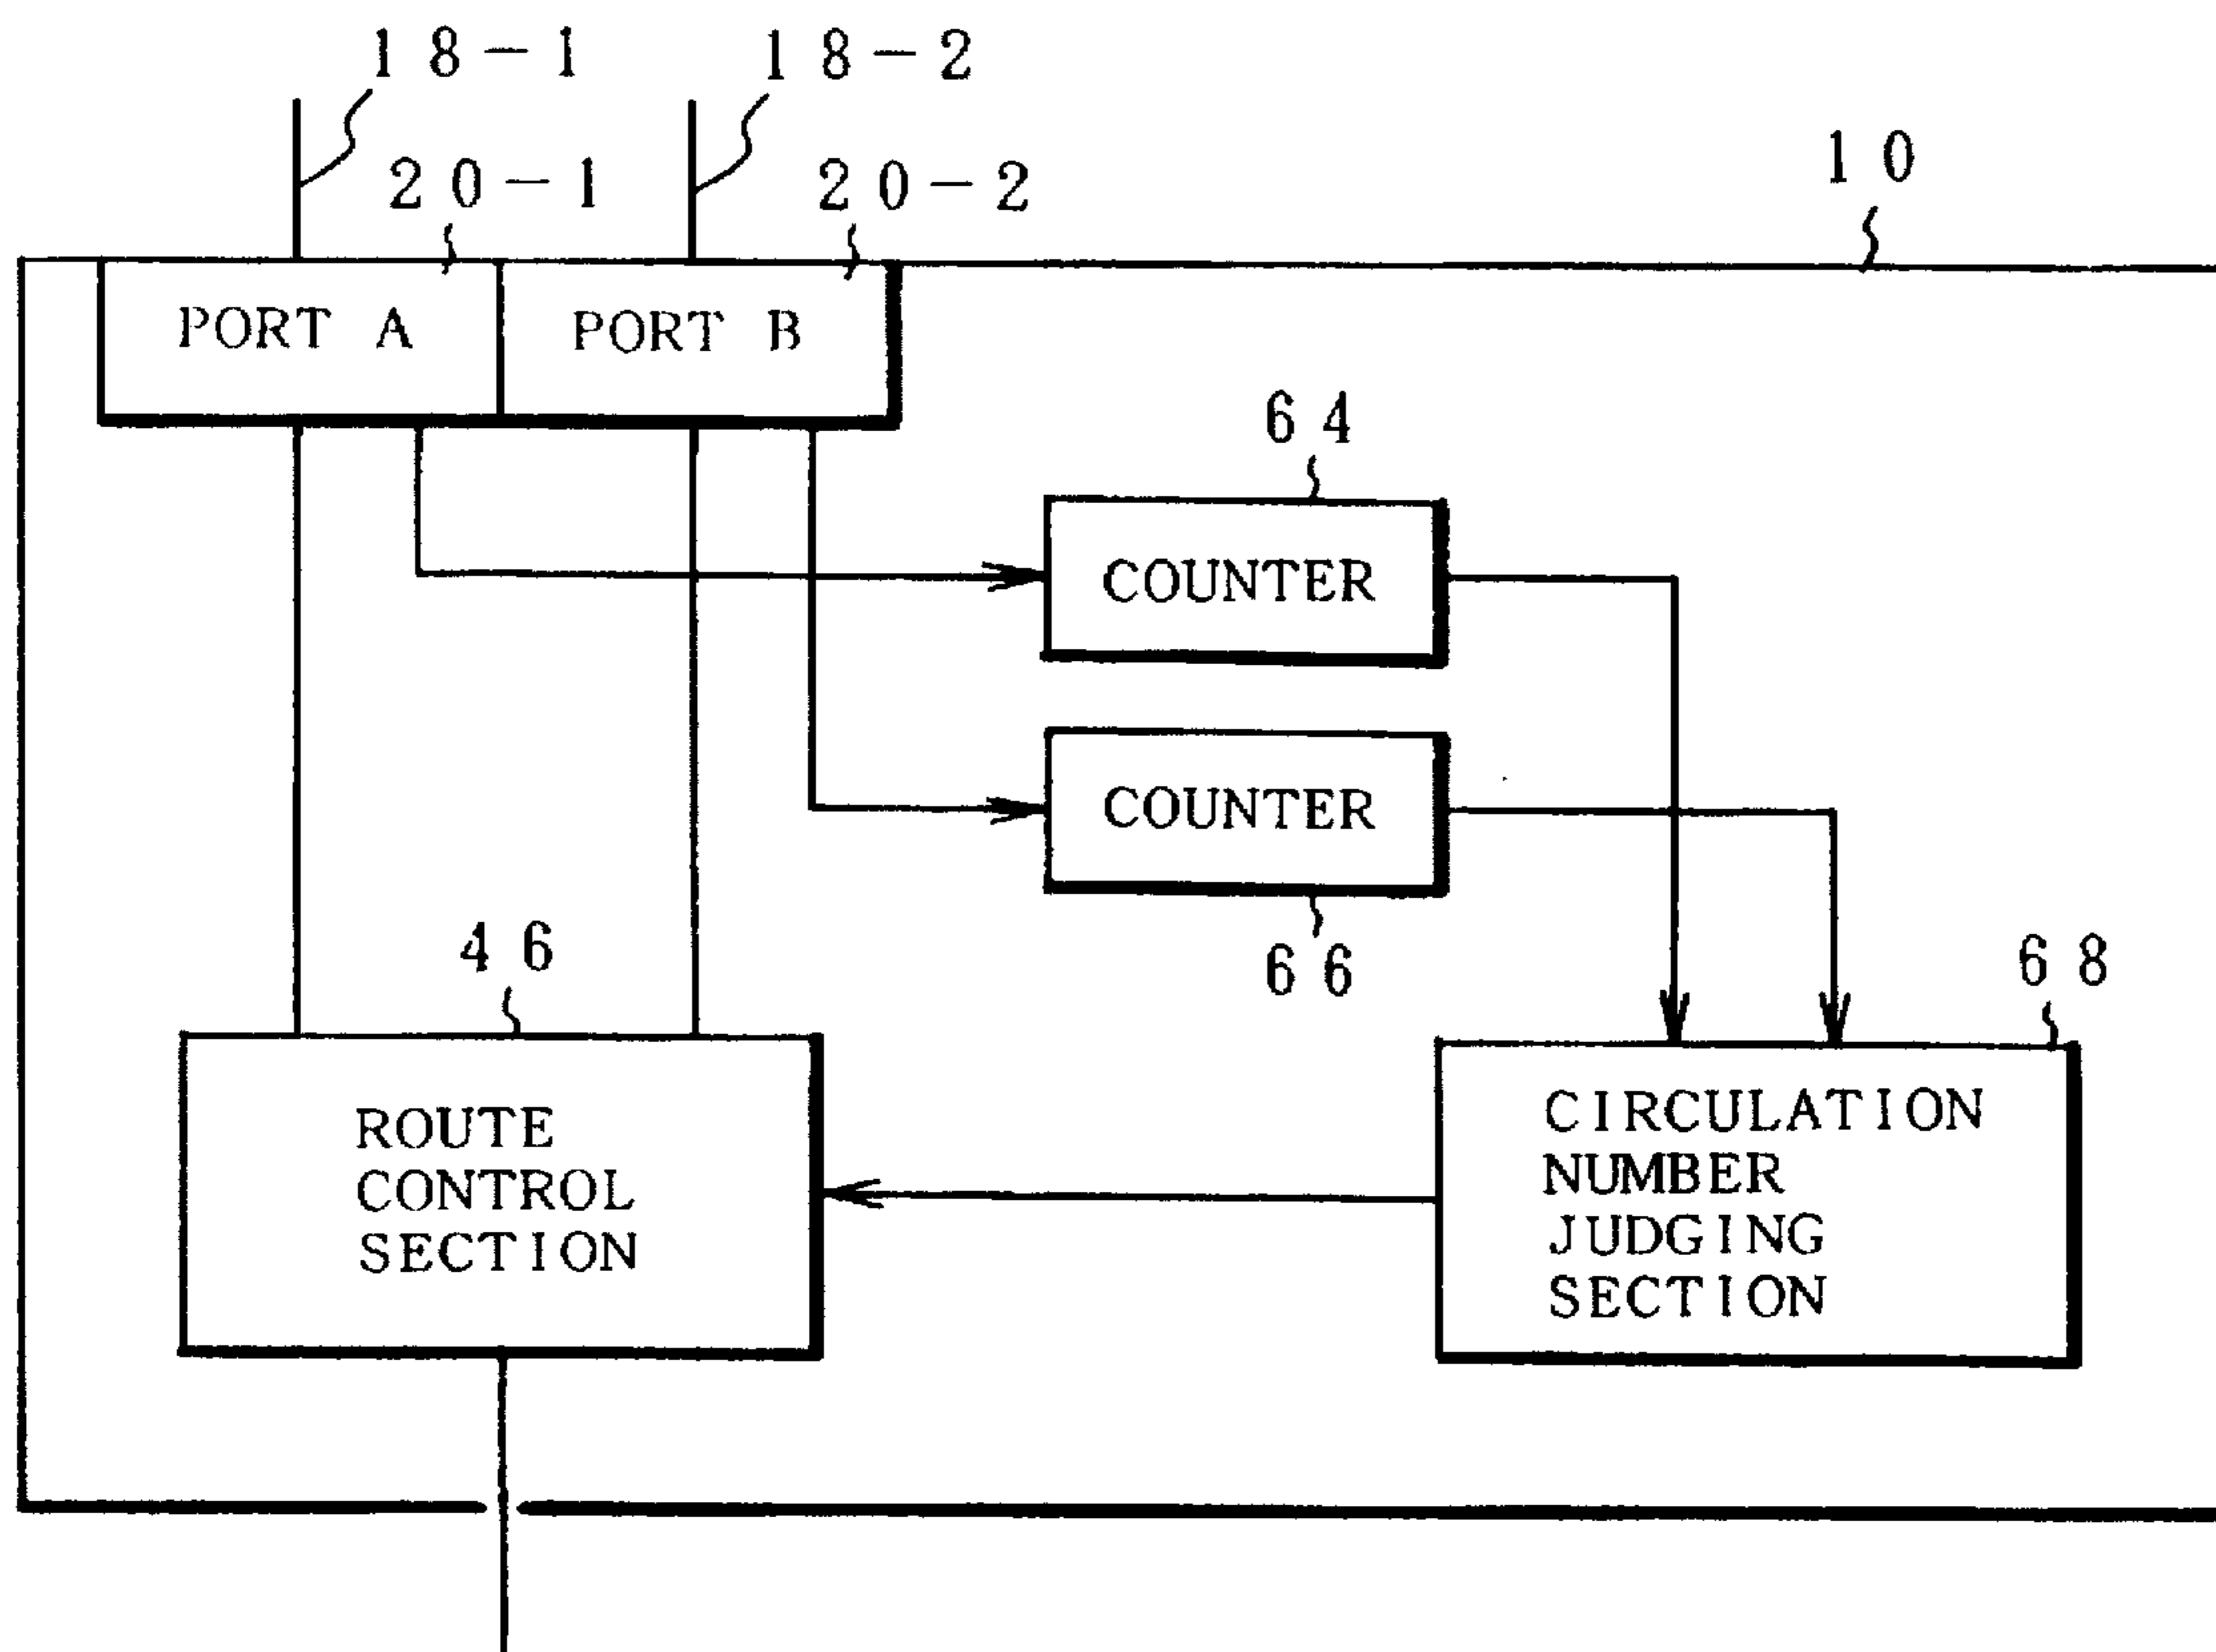 18-1
18-2
20-1
20-2
10
PORT A
PORT B
64
COUNTER
COUNTER
66
46
68
ROUTE
CONTROL
SECTION
CIRCULATION
NUMBER
JUDGING
SECTION